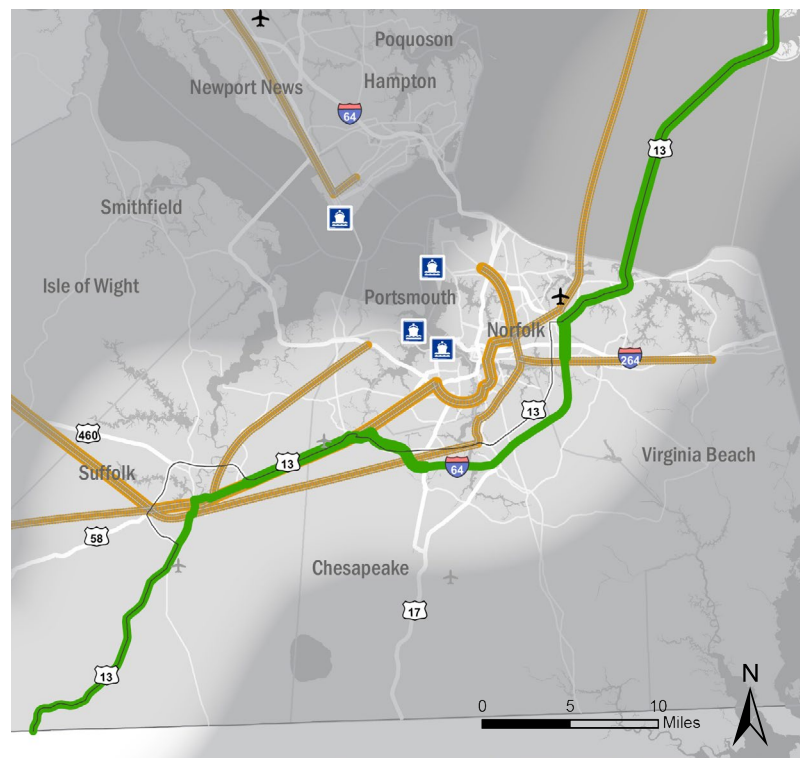 Poquoson
Newport News
Hampton
64
13
Smithfield
Isle of Wight
Portsmouth
Norfolk
264
13
460
13
Suffolk
64
Virginia Beach
58
Chesapeake
17
13
N
0 5 10
Miles